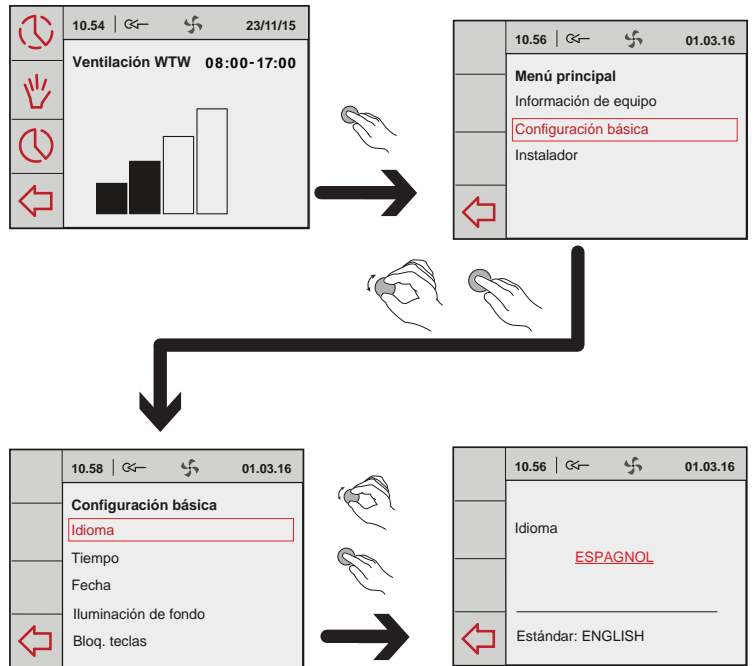 10.54 23/11/15
Ventilación WTW 08:00-17:00
10.56 01.03.16
Menú principal
Información de equipo
Configuración básica
Instalador
10.58 01.03.16
Configuración básica
Idioma
Tiempo
Fecha
Iluminación de fondo
Bloq. teclas
10.56 01.03.16
Idioma
ESPAGNOL
Estándar: ENGLISH